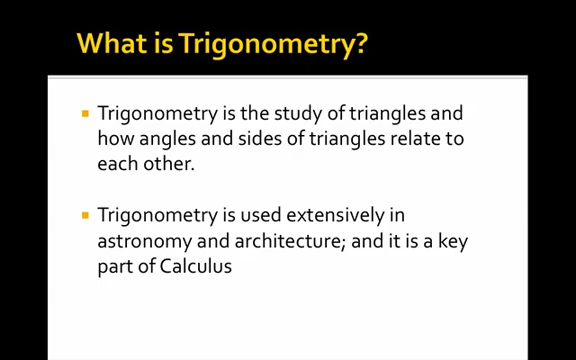 What is Trigonometry?
Trigonometry is the study of triangles and
how angles and sides of triangles relate to
each other.
Trigonometry is used extensively in
astronomy and architecture; and it is a key
part of Calculus